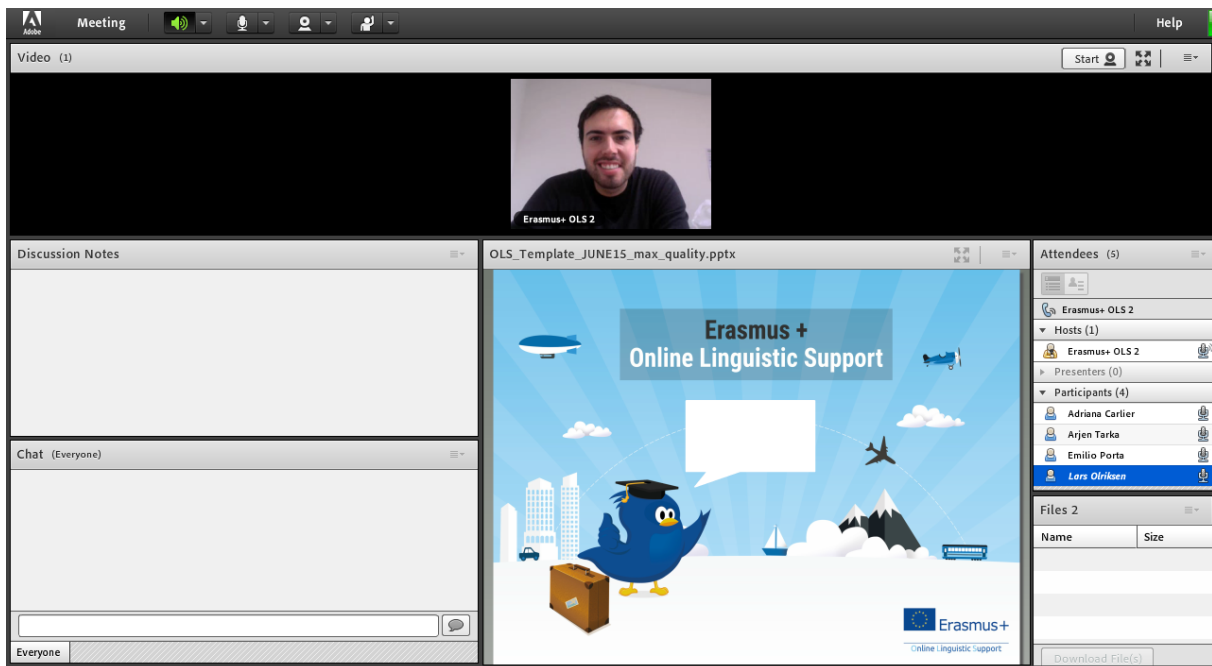 Adobe
Meeting
Help
Video (1)
Start
Erasmus+ OLS 2
Discussion Notes
Chat (Everyone)
Everyone
OLS_Template_JUNE15_max_quality.pptx
Erasmus +
Online Linguistic Support
Erasmus+
Online Linguistic Support
Attendees (5)
Erasmus+ OLS 2
Hosts (1)
Erasmus+ OLS 2
Presenters (0)
Participants (4)
Adriana Carlier
Arjen Tarka
Emilio Porta
Lars Olriksen
Files 2
Name Size
Download File(s)